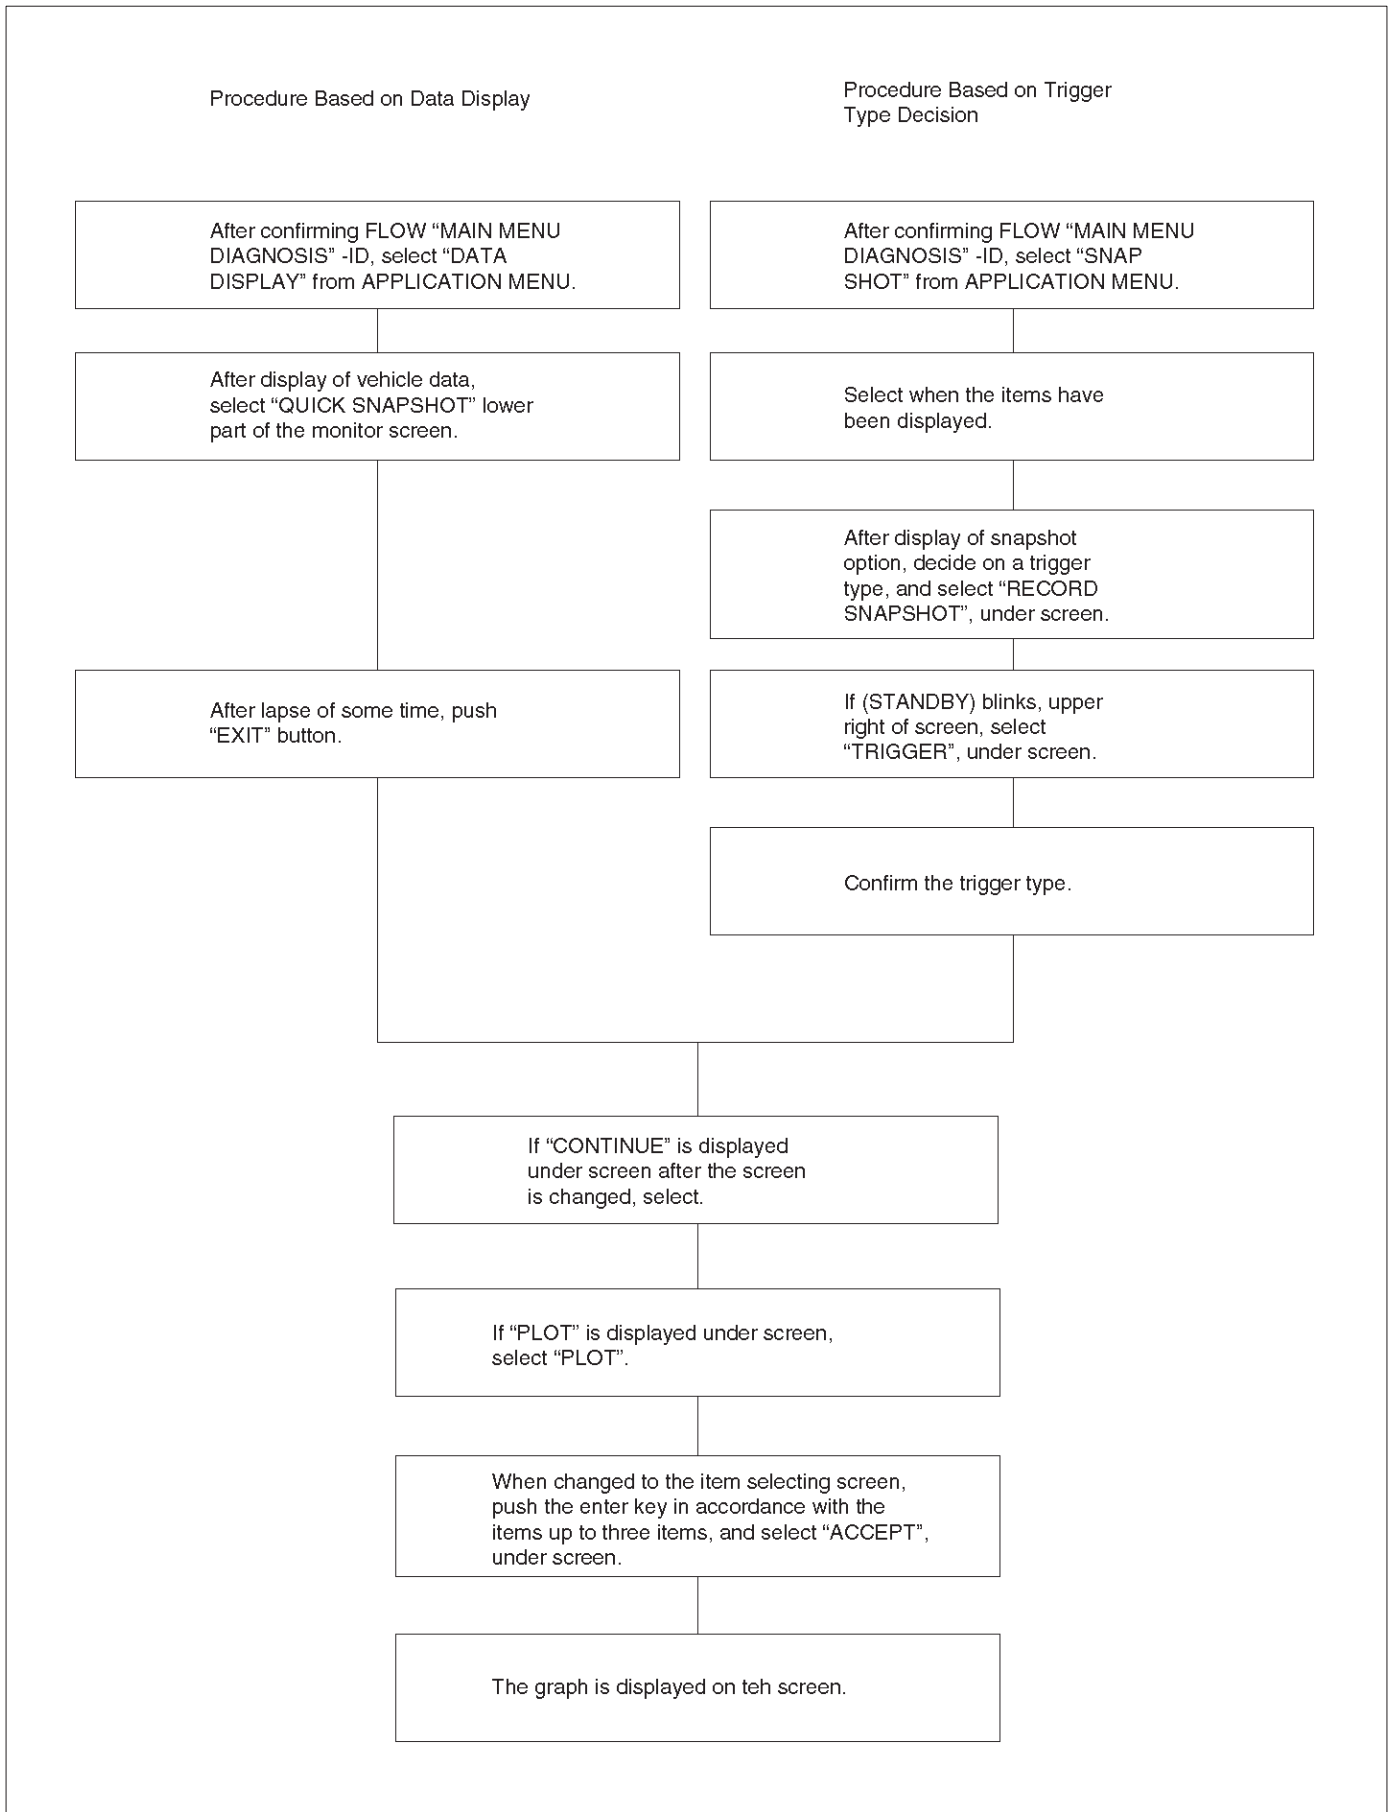 Procedure Based on Data Display
Procedure Based on Trigger
Type Decision
After confirming FLOW “MAIN MENU
DIAGNOSIS” -ID, select “DATA
DISPLAY” from APPLICATION MENU.
After confirming FLOW “MAIN MENU
DIAGNOSIS” -ID, select “SNAP
SHOT” from APPLICATION MENU.
After display of vehicle data,
select “QUICK SNAPSHOT” lower
part of the monitor screen.
Select when the items have
been displayed.
After display of snapshot
option, decide on a trigger
type, and select “RECORD
SNAPSHOT”, under screen.
After lapse of some time, push
“EXIT” button.
If (STANDBY) blinks, upper
right of screen, select
“TRIGGER”, under screen.
Confirm the trigger type.
If “CONTINUE” is displayed
under screen after the screen
is changed, select.
If “PLOT” is displayed under screen,
select “PLOT”.
When changed to the item selecting screen,
push the enter key in accordance with the
items up to three items, and select “ACCEPT”,
under screen.
The graph is displayed on teh screen.